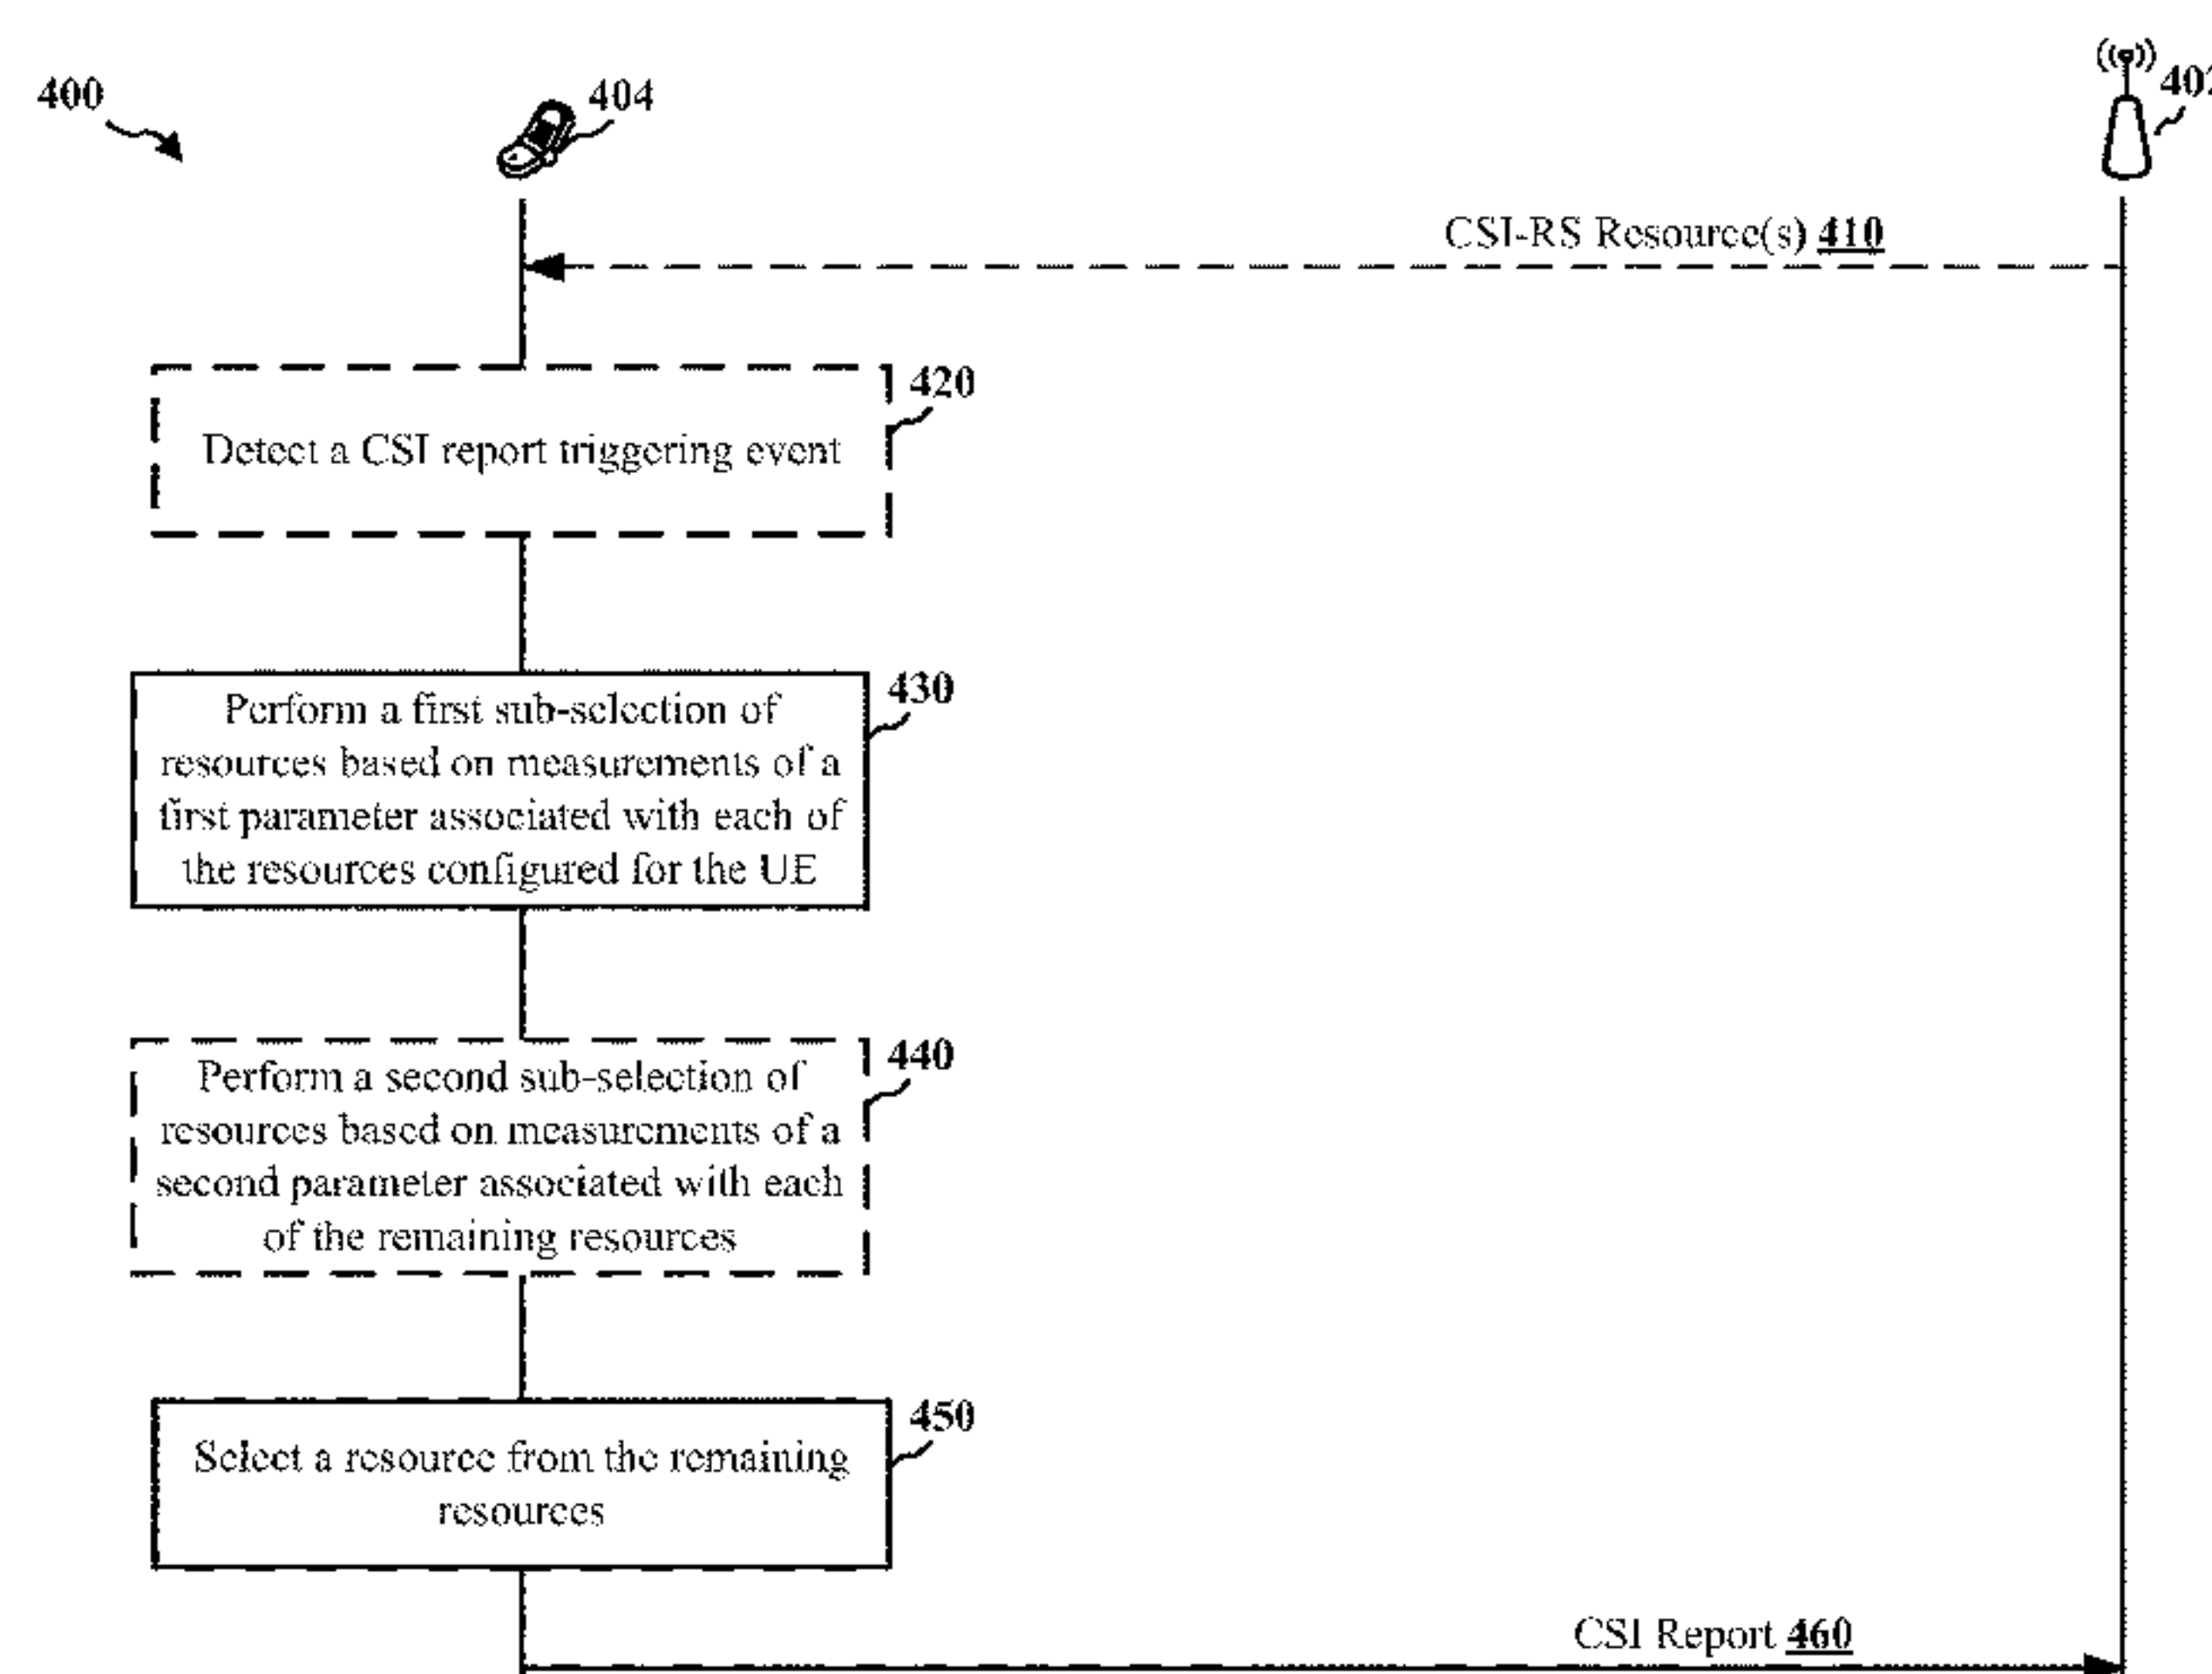 400
404
CSI-RS Resource(s) 410
420
Detect a CSI report triggering event
430
Perform a first sub-selection of
resources based on measurements of a
first parameter associated with each of
the resources configured for the UE
440
Perform a second sub-selection of
resources based on measurements of a
second parameter associated with each
of the remaining resources
450
Select a resource from the remaining
resources
CSI Report 460